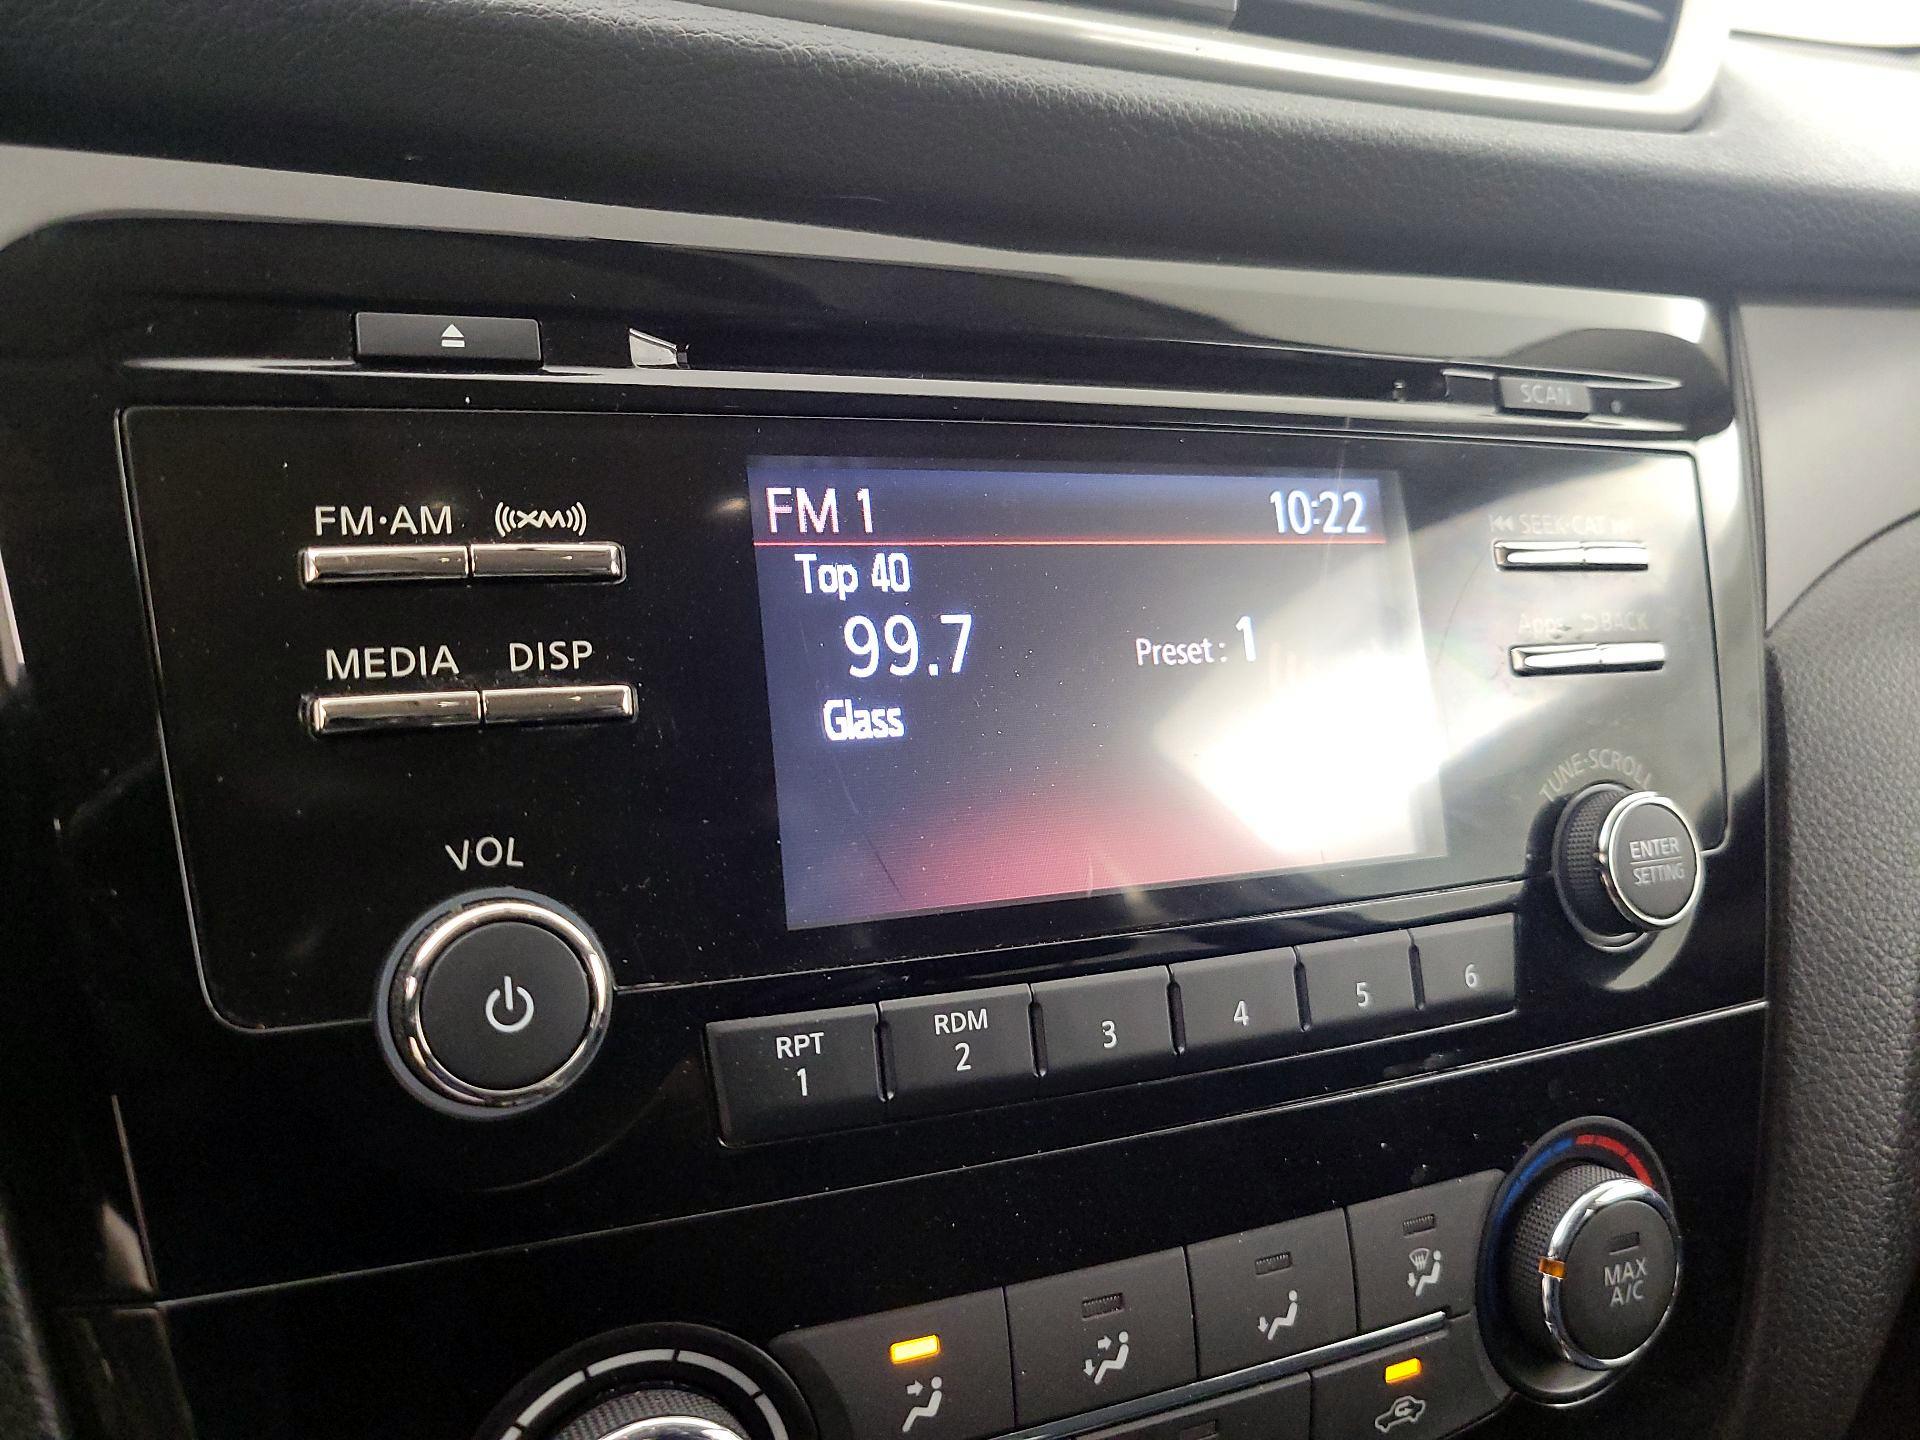 SCAN
FM·AM
((XM))
FM 1
10:22
SEEK·CAT
Top 40
99.7
Preset: 1
Apps
BACK
MEDIA
DISP
Glass
TUNE·SCROLL
VOL
ENTER
SETTING
RPT
1
RDM
2
3
4
5
6
MAX
A/C